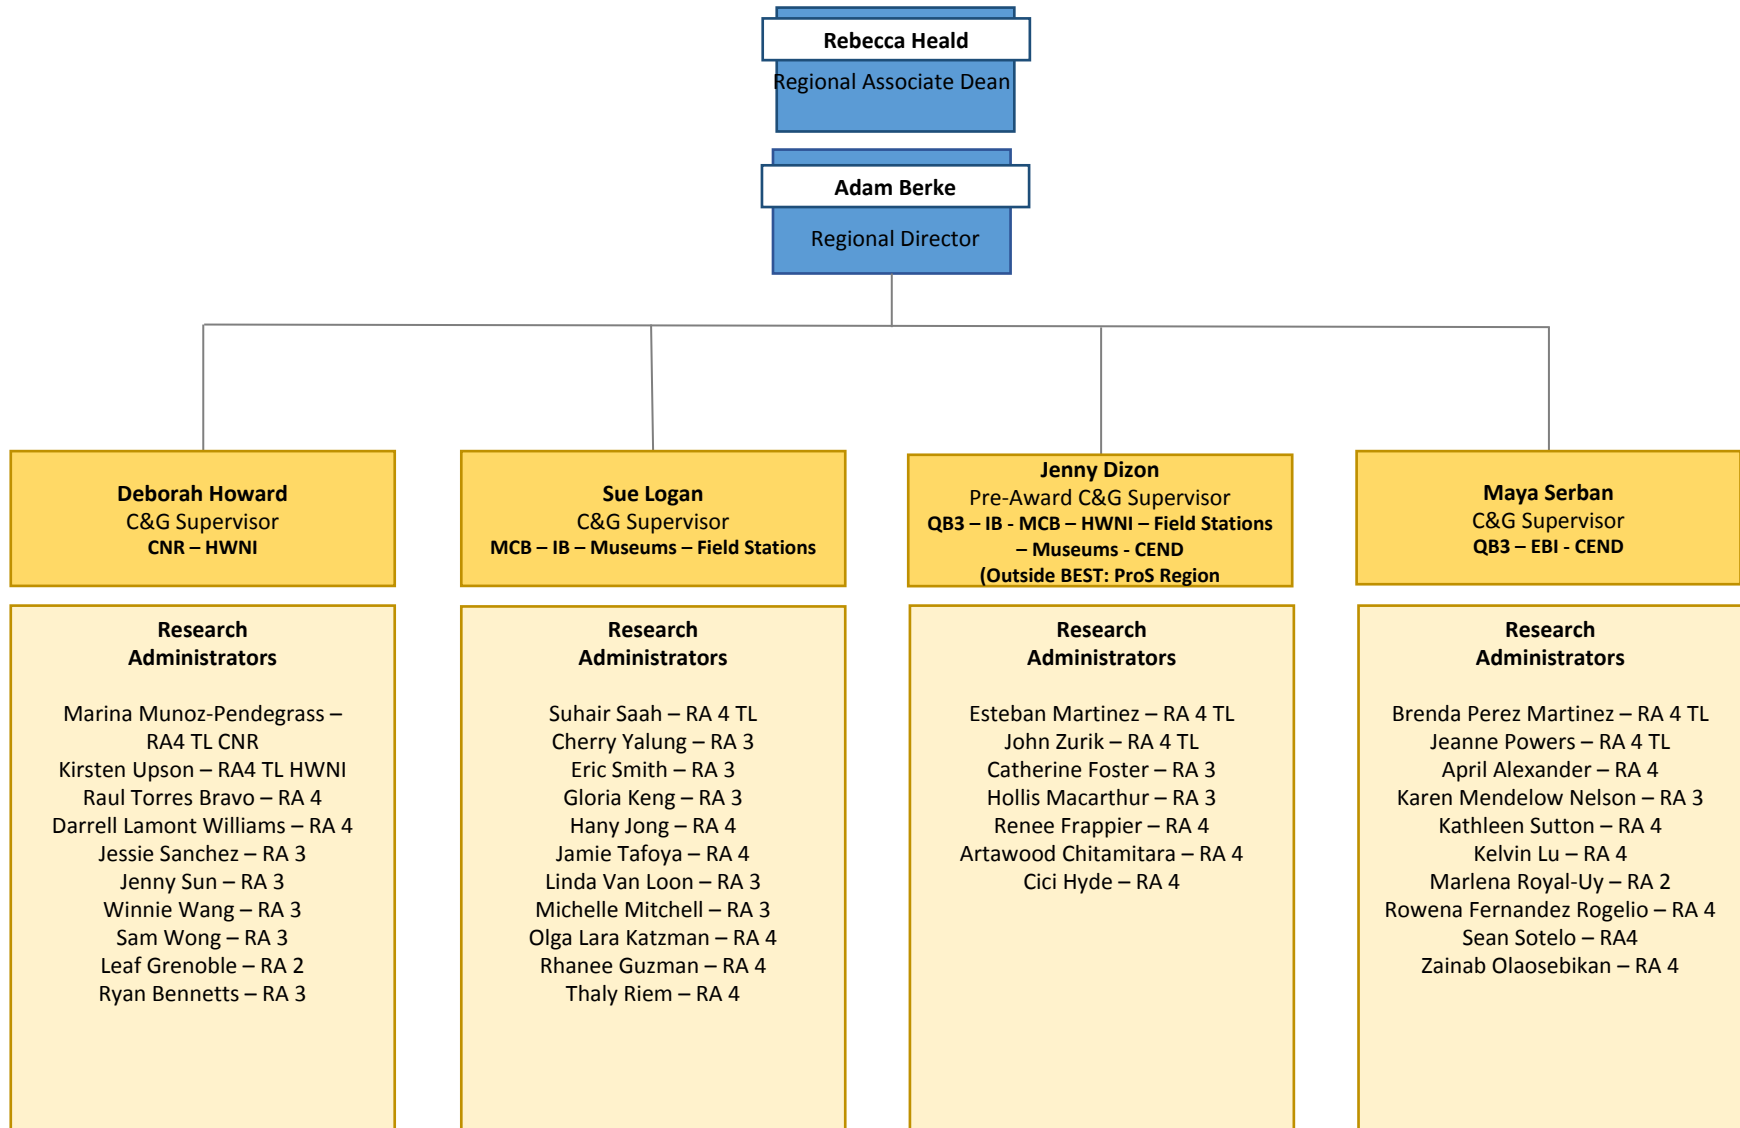 Rebecca Heald
Regional Associate Dean
Adam Berke
Regional Director
Deborah Howard
C&G Supervisor
CNR – HWNI
Sue Logan
C&G Supervisor
MCB – IB – Museums – Field Stations
Jenny Dizon
Pre-Award C&G Supervisor
QB3 – IB - MCB – HWNI – Field Stations
– Museums - CEND
(Outside BEST: ProS Region
Maya Serban
C&G Supervisor
QB3 – EBI - CEND
Research
Administrators
Marina Munoz-Pendegrass –
RA4 TL CNR
Kirsten Upson – RA4 TL HWNI
Raul Torres Bravo – RA 4
Darrell Lamont Williams – RA 4
Jessie Sanchez – RA 3
Jenny Sun – RA 3
Winnie Wang – RA 3
Sam Wong – RA 3
Leaf Grenoble – RA 2
Ryan Bennetts – RA 3
Research
Administrators
Suhair Saah – RA 4 TL
Cherry Yalung – RA 3
Eric Smith – RA 3
Gloria Keng – RA 3
Hany Jong – RA 4
Jamie Tafoya – RA 4
Linda Van Loon – RA 3
Michelle Mitchell – RA 3
Olga Lara Katzman – RA 4
Rhanee Guzman – RA 4
Thaly Riem – RA 4
Research
Administrators
Esteban Martinez – RA 4 TL
John Zurik – RA 4 TL
Catherine Foster – RA 3
Hollis Macarthur – RA 3
Renee Frappier – RA 4
Artawood Chitamitara – RA 4
Cici Hyde – RA 4
Research
Administrators
Brenda Perez Martinez – RA 4 TL
Jeanne Powers – RA 4 TL
April Alexander – RA 4
Karen Mendelow Nelson – RA 3
Kathleen Sutton – RA 4
Kelvin Lu – RA 4
Marlena Royal-Uy – RA 2
Rowena Fernandez Rogelio – RA 4
Sean Sotelo – RA4
Zainab Olaosebikan – RA 4